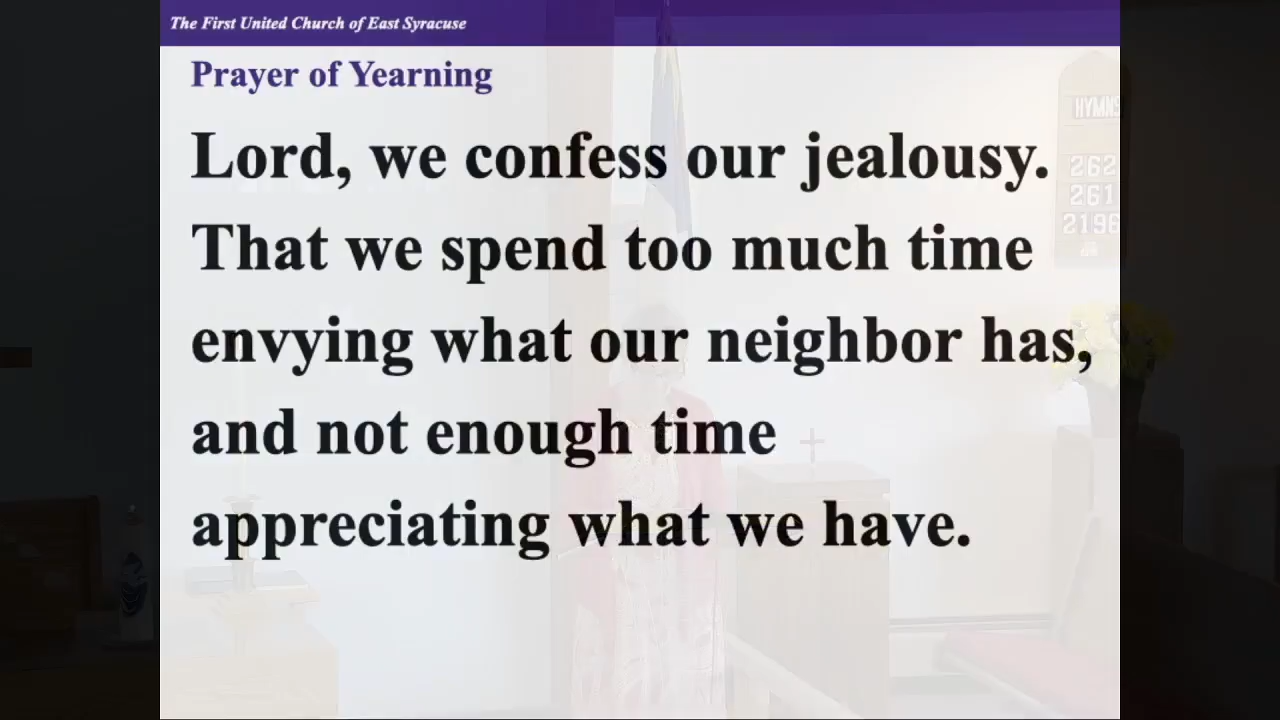 The First United Church of East Syracuse
Prayer of Yearning
Lord, we confess our jealousy.
That we spend too much time
envying what our neighbor has,
and not enough time
appreciating what we have.
HYMNS
262
261
2196